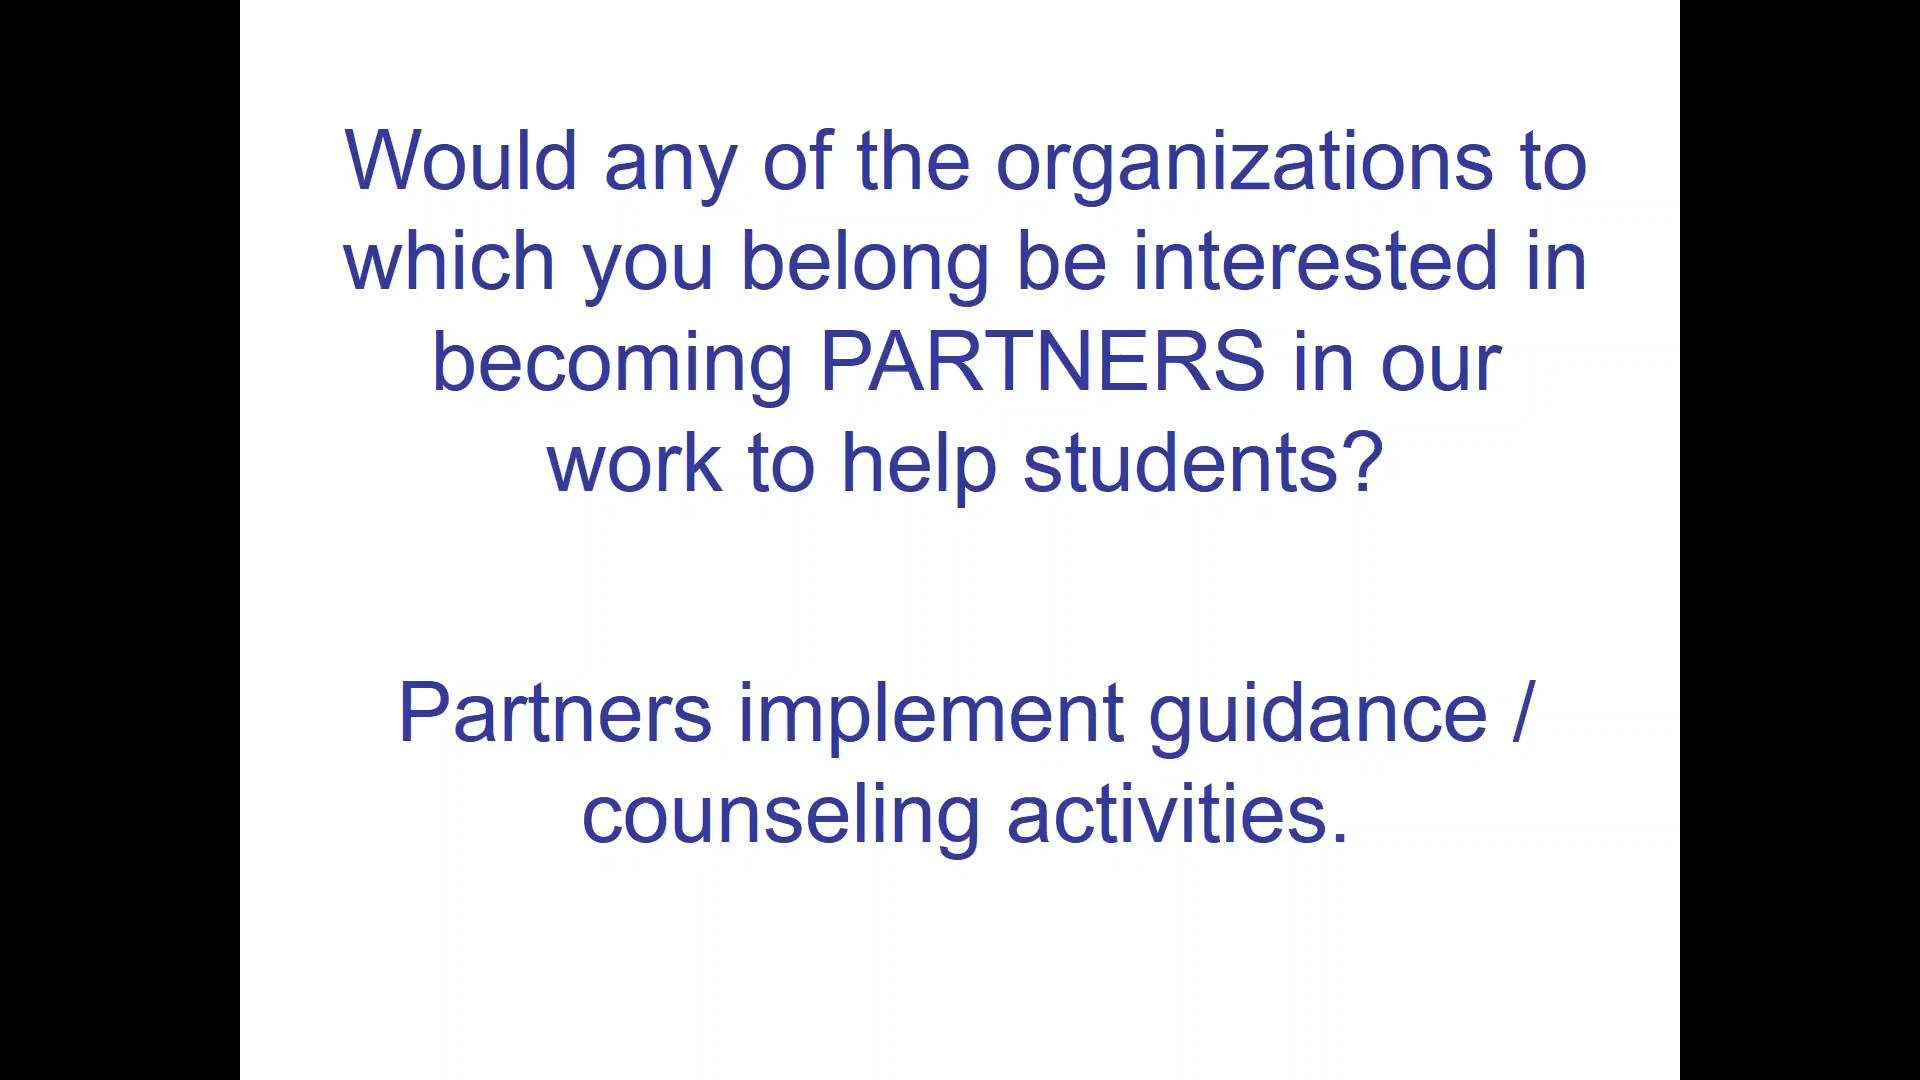 Would any of the organizations to
which you belong be interested in
becoming PARTNERS in our
work to help students?
Partners implement guidance /
counseling activities.